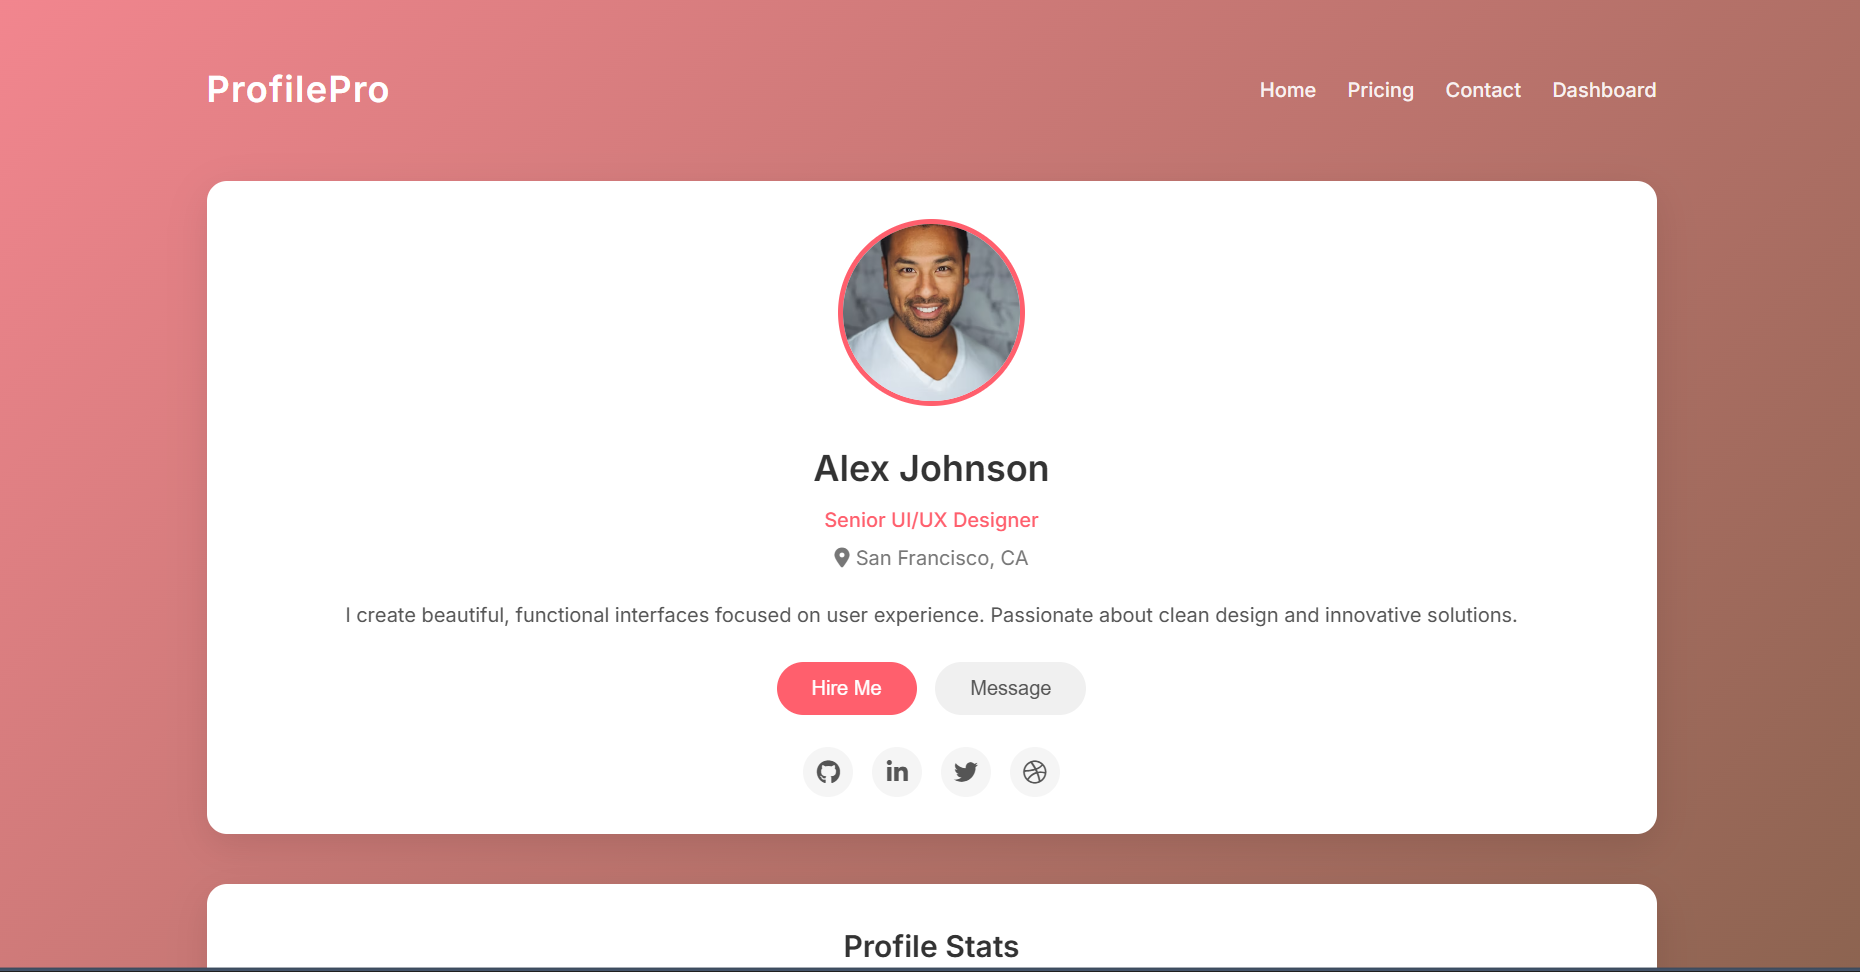 ProfilePro
Home Pricing Contact Dashboard
Alex Johnson
Senior UI/UX Designer
San Francisco, CA
I create beautiful, functional interfaces focused on user experience. Passionate about clean design and innovative solutions.
Hire Me Message
Profile Stats